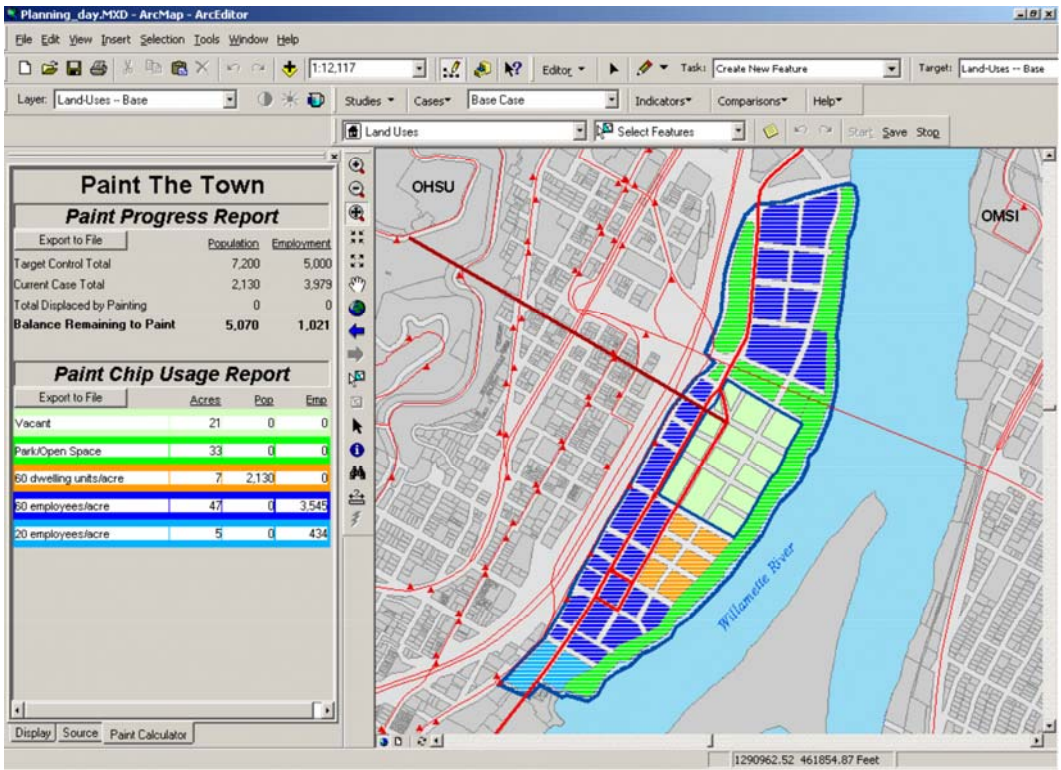 Planning_day.MXD - ArcMap - ArcEditor
File Edit View Insert Selection Tools Window Help
1:12,117 Editor Task: Create New Feature Target: Land-Uses -- Base
Layer: Land-Uses -- Base Studies Cases Base Case Indicators Comparisons Help
Land Uses Select Features Start Save Stop
Paint The Town
Paint Progress Report
Export to File Population Employment
Target Control Total 7,200 5,000
Current Case Total 2,130 3,979
Total Displaced by Painting 0 0
Balance Remaining to Paint 5,070 1,021
Paint Chip Usage Report
Export to File Acres Pop Emp
Vacant 21 0 0
Park/Open Space 33 0 0
60 dwelling units/acre 7 2,130 0
60 employees/acre 47 0 3,545
20 employees/acre 5 0 434
OHSU
OMSI
Willamette River
Display Source Paint Calculator
1290962.52 461854.87 Feet